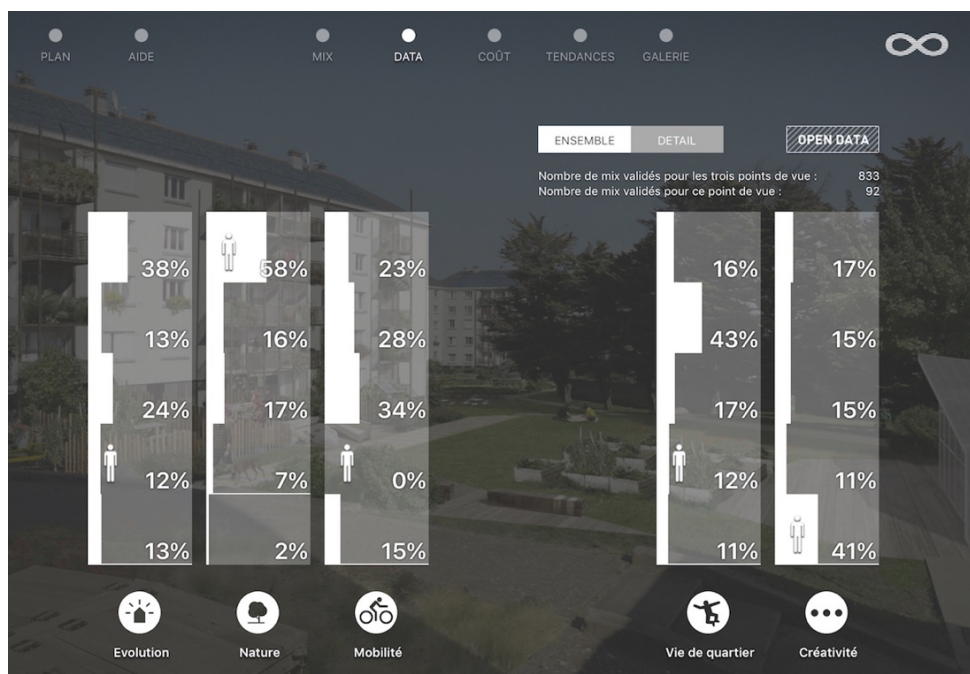 PLAN AIDE MIX DATA COÛT TENDANCES GALERIE
ENSEMBLE DETAIL OPEN DATA
Nombre de mix validés pour les trois points de vue : 833
Nombre de mix validés pour ce point de vue : 92
38% 58% 23% 16% 17%
13% 16% 28% 43% 15%
24% 17% 34% 17% 15%
12% 7% 0% 12% 11%
13% 2% 15% 11% 41%
Evolution Nature Mobilité Vie de quartier Créativité